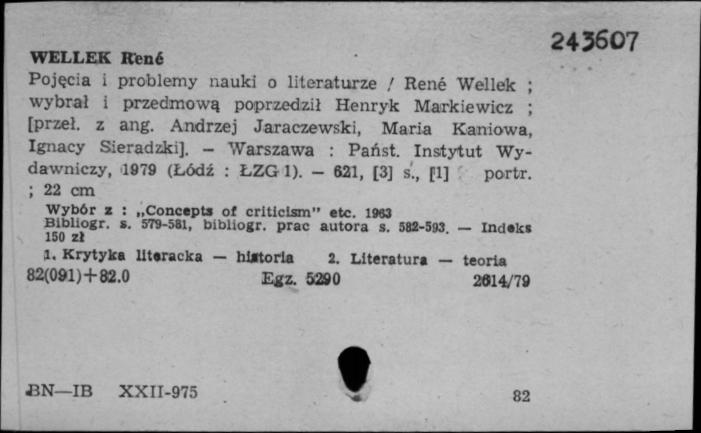 243607
WELLEK René
Pojęcia i problemy nauki o literaturze / René Wellek ;
wybrał i przedmową poprzedził Henryk Markiewicz ;
[przeł. z ang. Andrzej Jaraczewski, Maria Kaniowa,
Ignacy Sieradzki]. — Warszawa : Państ. Instytut Wy-
dawniczy, 1979 (Łódź : ŁZG 1). — 621, [3] s., [1] portr.
; 22 cm
Wybór z : „Concepts of criticism" etc. 1963
Bibliogr. s. 579-581, bibliogr. prac autora s. 582-593. — Indeks
150 zł
1. Krytyka literacka — historia 2. Literatura — teoria
82(091)+82.0 Egz. 5290 2614/79
BN—IB XXII-975 82